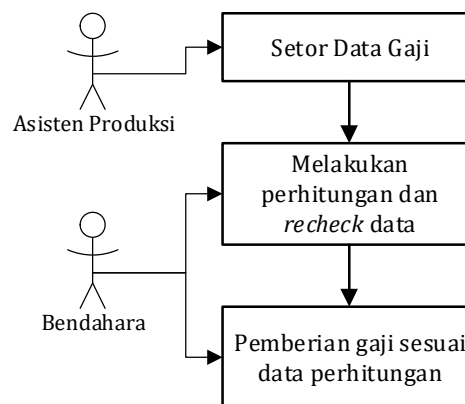 Setor Data Gaji
Asisten Produksi
Melakukan
perhitungan dan
recheck data
Bendahara
Pemberian gaji sesuai
data perhitungan